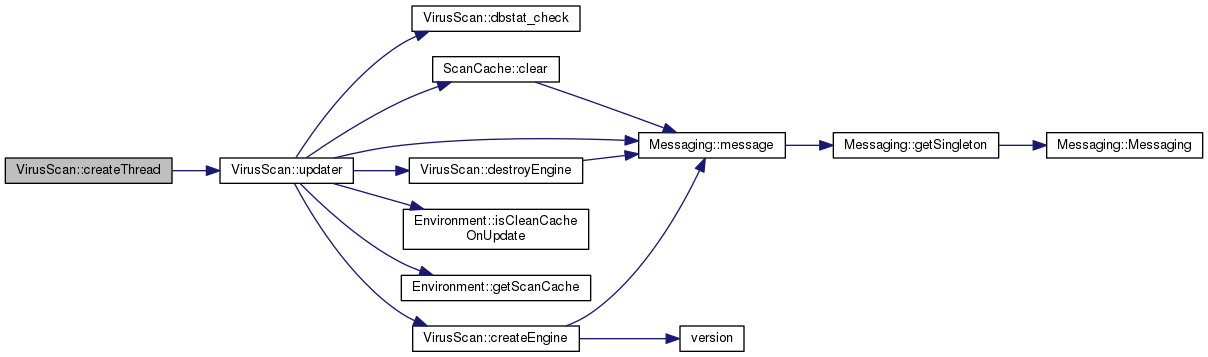 VirusScan::createThread
VirusScan::updater
VirusScan::dbstat_check
ScanCache::clear
VirusScan::destroyEngine
Environment::isCleanCache
OnUpdate
Environment::getScanCache
VirusScan::createEngine
Messaging::message
version
Messaging::getSingleton
Messaging::Messaging